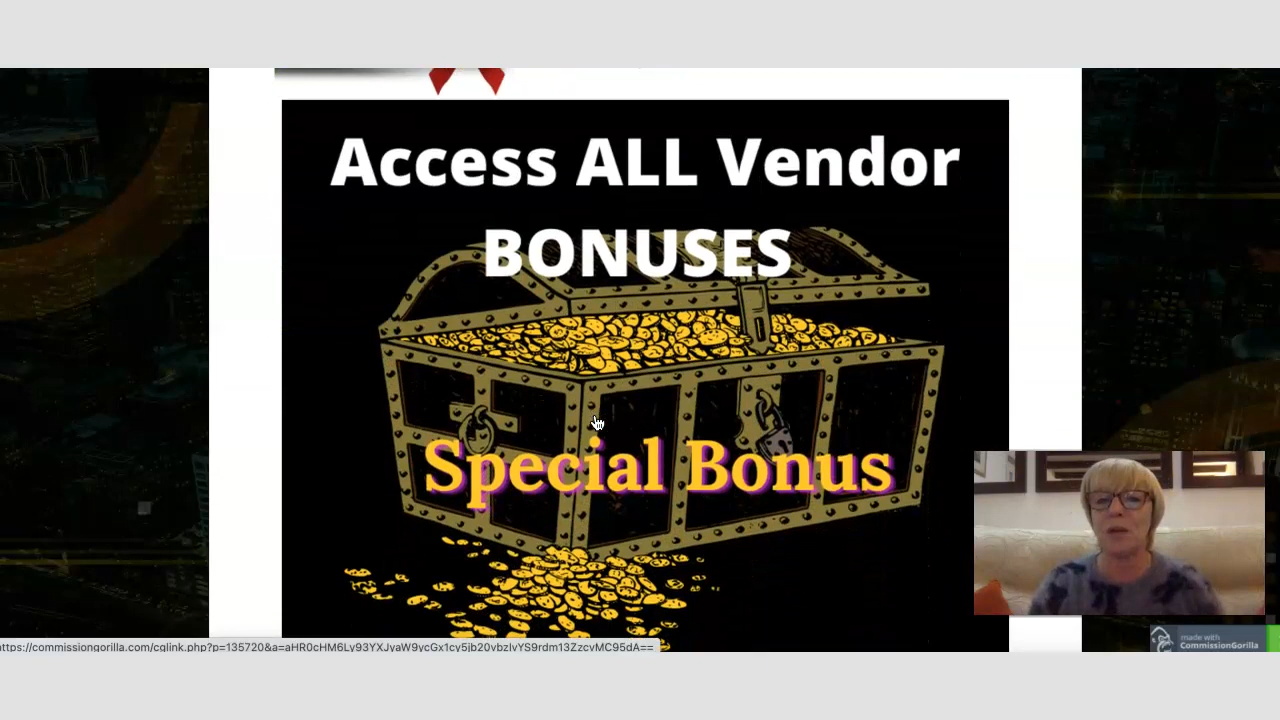 Access ALL Vendor
BONUSES
Special Bonus
made with
CommissionGorilla